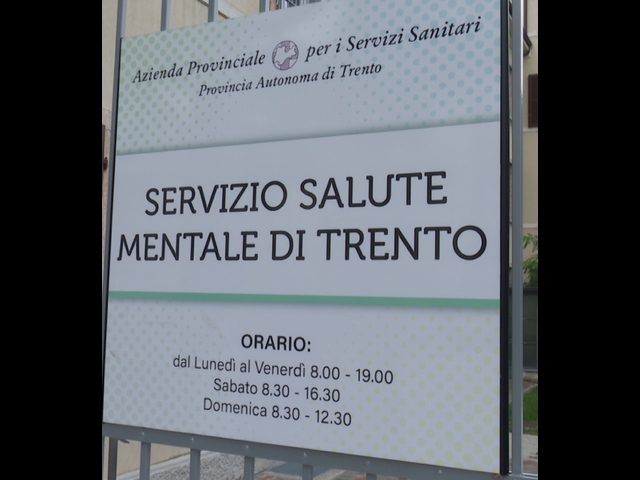 Azienda Provinciale per i Servizi Sanitari
Provincia Autonoma di Trento
SERVIZIO SALUTE
MENTALE DI TRENTO
ORARIO:
dal Lunedì al Venerdì 8.00 - 19.00
Sabato 8.30 - 16.30
Domenica 8.30 - 12.30